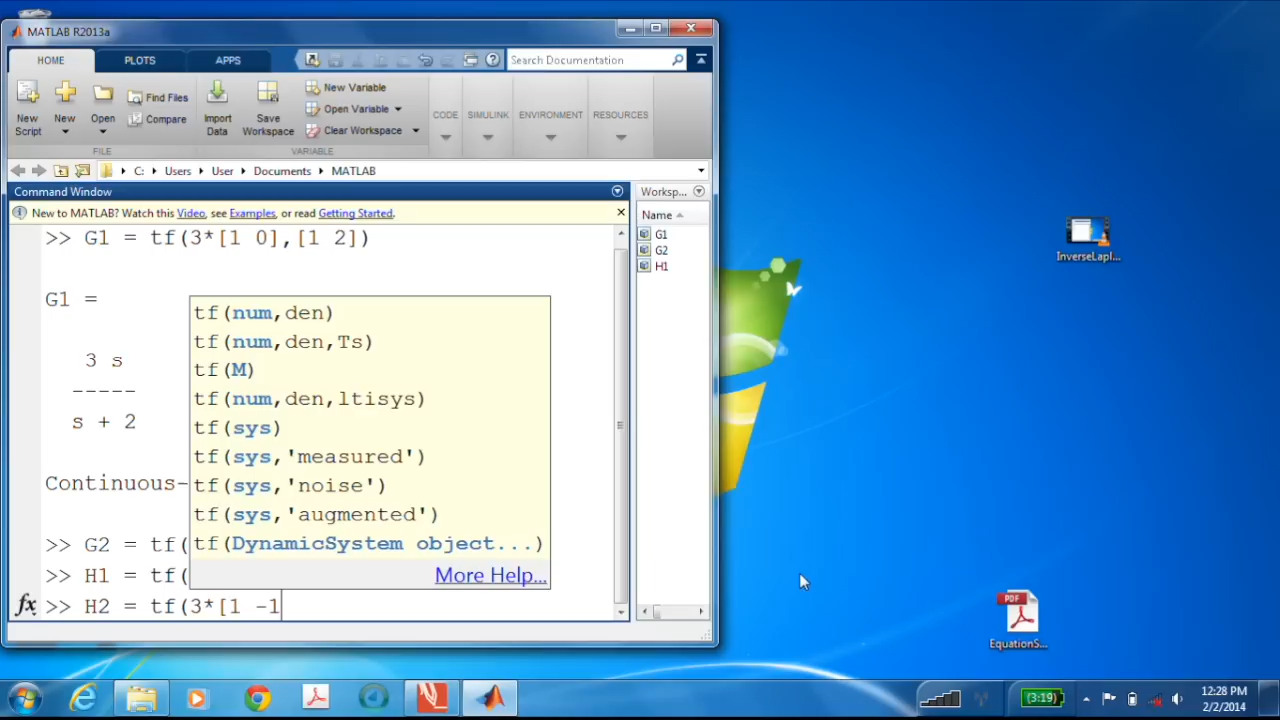 MATLAB R2013a
HOME PLOTS APPS Search Documentation
New Script New Open Find Files Compare Import Data Save Workspace New Variable Open Variable Clear Workspace CODE SIMULINK ENVIRONMENT RESOURCES
FILE VARIABLE
C: Users User Documents MATLAB
Command Window Worksp...
New to MATLAB? Watch this Video, see Examples, or read Getting Started. Name
>> G1 = tf(3*[1 0],[1 2])
G1
G2
H1
G1 =
3 s
-----
s + 2
Continuous-
tf(num,den)
tf(num,den,Ts)
tf(M)
tf(num,den,ltisys)
tf(sys)
tf(sys,'measured')
tf(sys,'noise')
tf(sys,'augmented')
tf(DynamicSystem object...)
More Help...
>> G2 = tf(
>> H1 = tf(
fx >> H2 = tf(3*[1 -1
InverseLapl...
PDF
EquationS...
(3:19) 12:28 PM
2/2/2014